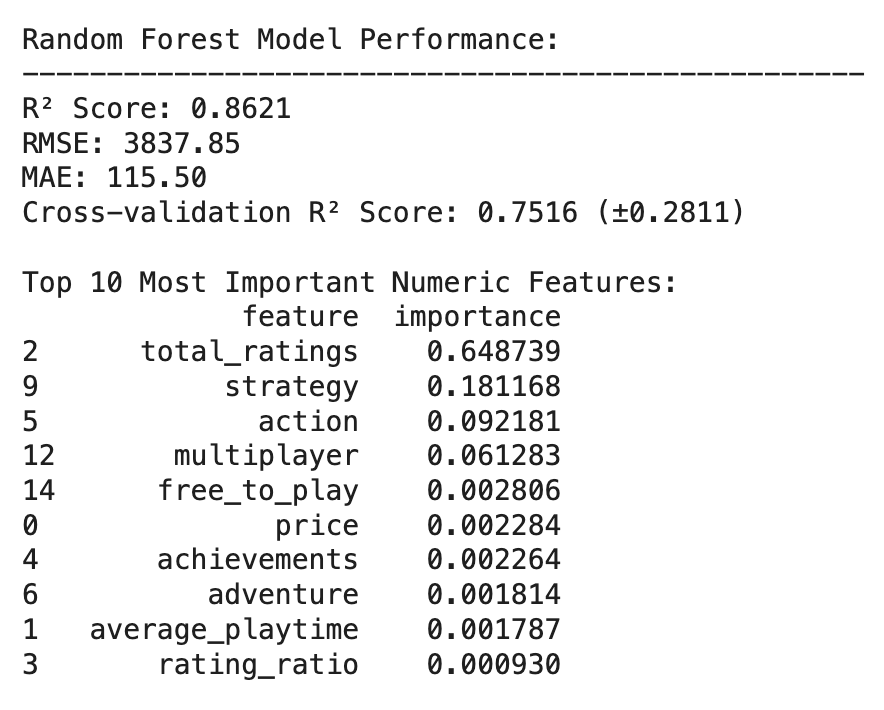 Random Forest Model Performance:
--------------------------------------------------
R² Score: 0.8621
RMSE: 3837.85
MAE: 115.50
Cross-validation R² Score: 0.7516 (±0.2811)
Top 10 Most Important Numeric Features:
feature importance
2 total_ratings 0.648739
9 strategy 0.181168
5 action 0.092181
12 multiplayer 0.061283
14 free_to_play 0.002806
0 price 0.002284
4 achievements 0.002264
6 adventure 0.001814
1 average_playtime 0.001787
3 rating_ratio 0.000930